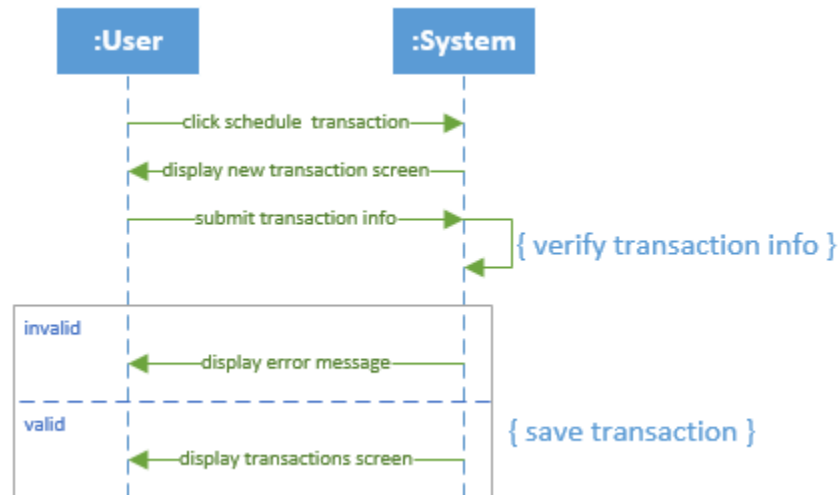 :User
:System
click schedule transaction
display new transaction screen
submit transaction info
{ verify transaction info }
invalid
display error message
valid
{ save transaction }
display transactions screen